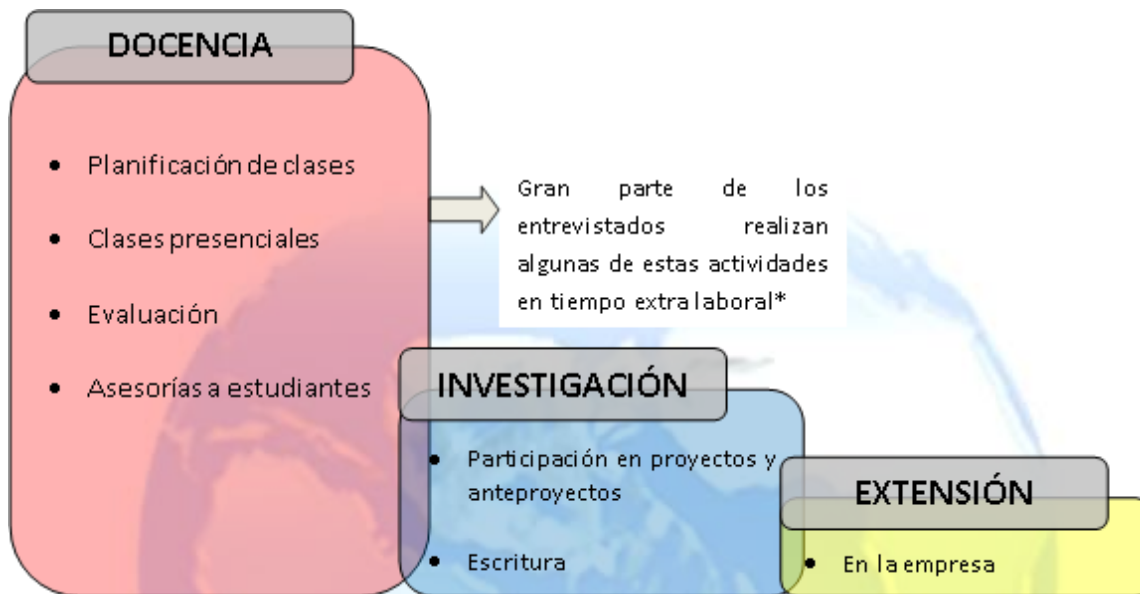 DOCENCIA
• Planificación de clases
• Clases presenciales
• Evaluación
• Asesorías a estudiantes
Gran parte de los
entrevistados realizan
algunas de estas actividades
en tiempo extra laboral*
INVESTIGACIÓN
• Participación en proyectos y
anteproyectos
• Escritura
EXTENSIÓN
• En la empresa